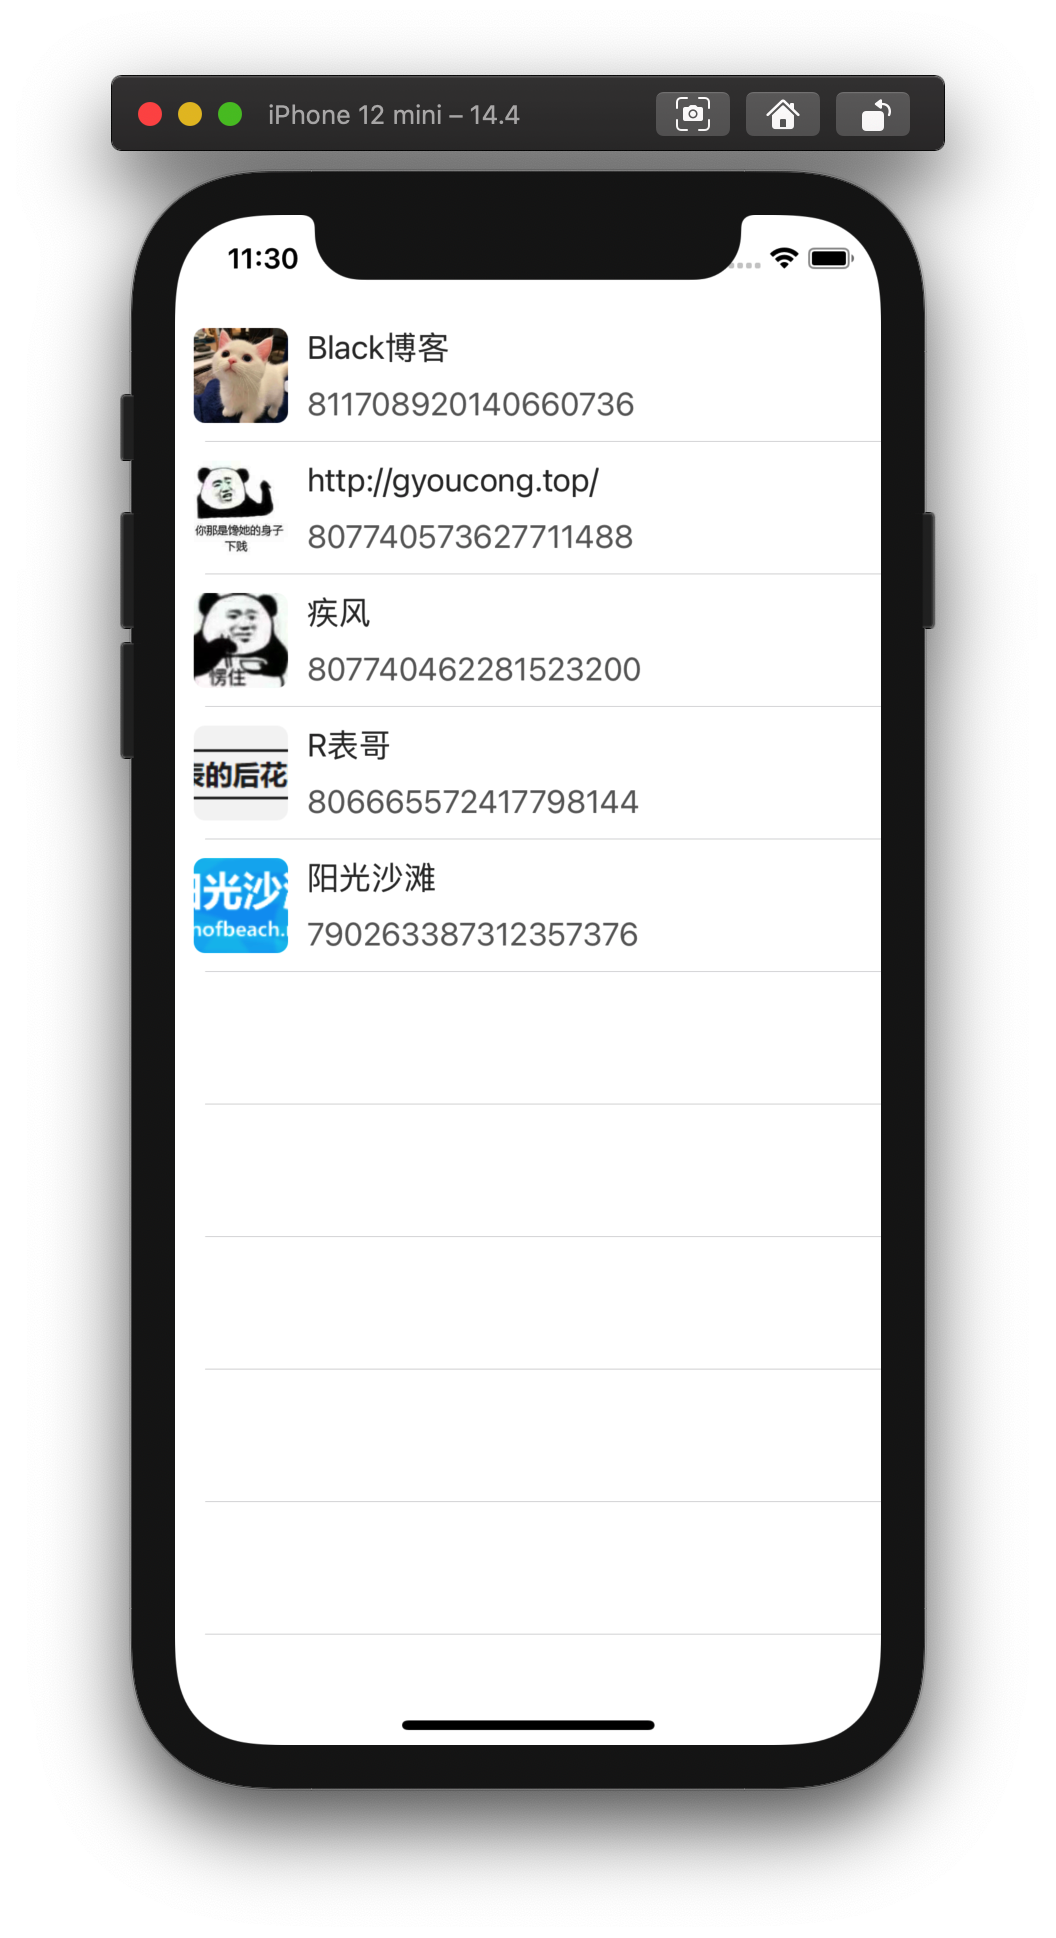 iPhone 12 mini – 14.4
11:30
Black博客
811708920140660736
http://gyoucong.top/
你那是馋她的身子
下贱
807740573627711488
疾风
愣住
807740462281523200
R表哥
的后花
806665572417798144
阳光沙滩
光沙
nofbeach.
790263387312357376